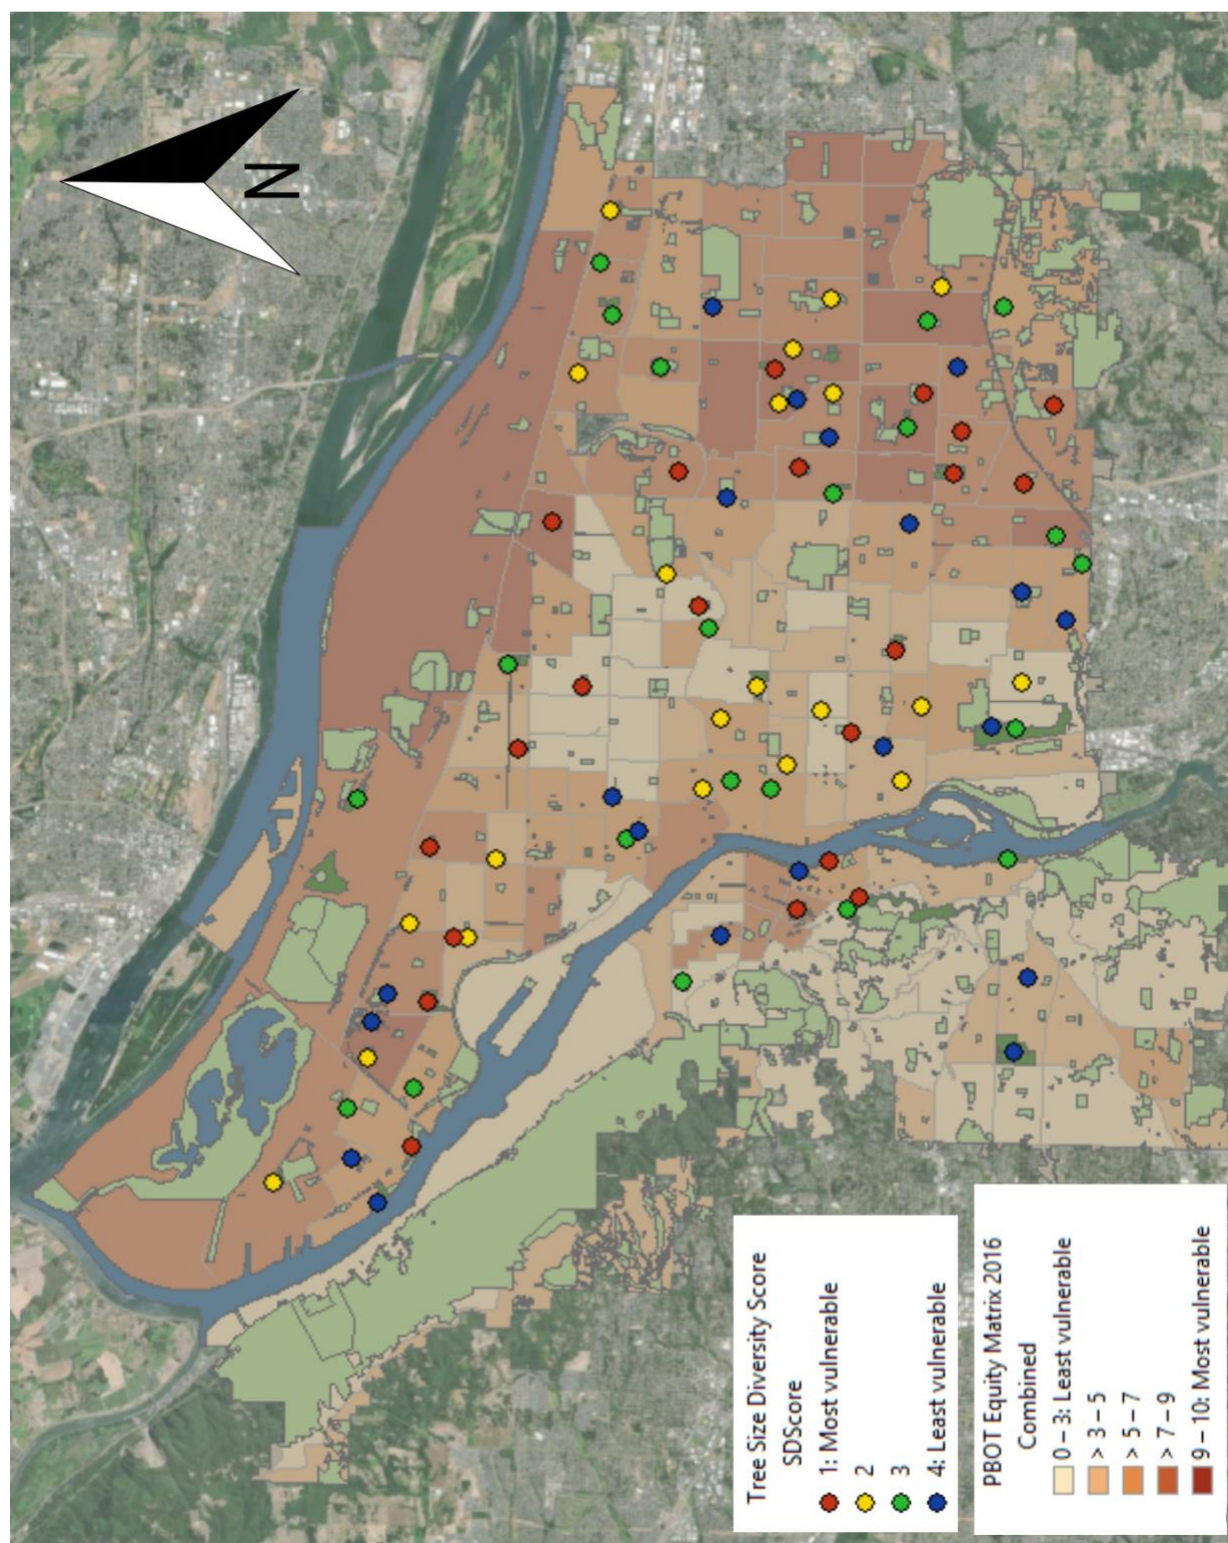 N
Tree Size Diversity Score
SDScore
1: Most vulnerable
2
3
4: Least vulnerable
PBOT Equity Matrix 2016
Combined
0 – 3: Least vulnerable
> 3 – 5
> 5 – 7
> 7 – 9
9 – 10: Most vulnerable